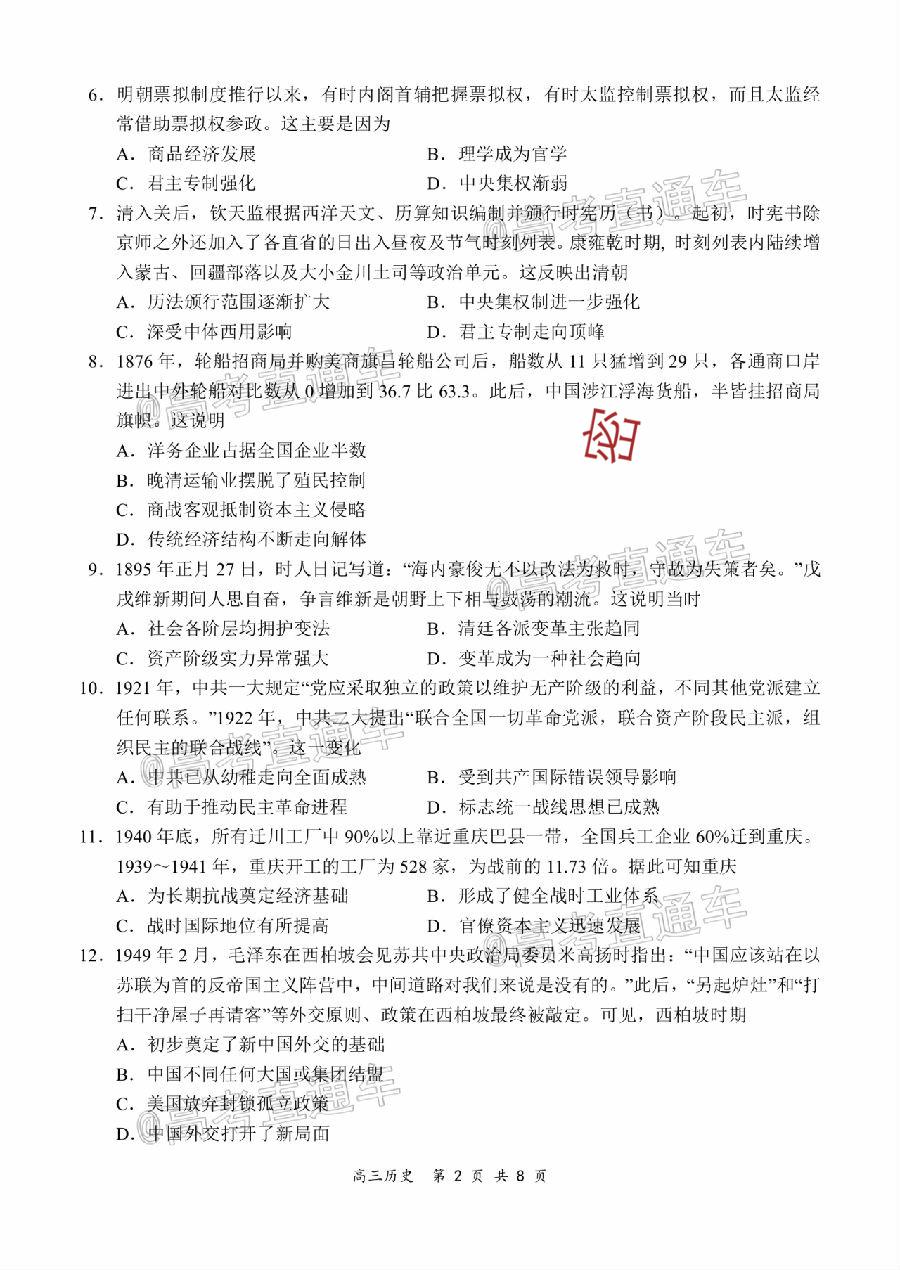 6．明朝票拟制度推行以来，有时内阁首辅把握票拟权，有时太监控制票拟权，而且太监经
常借助票拟权参政。这主要是因为
A．商品经济发展 B．理学成为官学
C．君主专制强化 D．中央集权渐弱
7．清入关后，钦天监根据西洋天文、历算知识编制并颁行时宪历（书）。起初，时宪书除
京师之外还加入了各直省的日出入昼夜及节气时刻列表。康雍乾时期，时刻列表内陆续增
入蒙古、回疆部落以及大小金川土司等政治单元。这反映出清朝
A．历法颁行范围逐渐扩大 B．中央集权制进一步强化
C．深受中体西用影响 D．君主专制走向顶峰
8．1876 年，轮船招商局并购美商旗昌轮船公司后，船数从 11 只猛增到 29 只，各通商口岸
进出中外轮船对比数从 0 增加到 36.7 比 63.3。此后，中国涉江浮海货船，半皆挂招商局
旗帜。这说明
A．洋务企业占据全国企业半数
B．晚清运输业摆脱了殖民控制
C．商战客观抵制资本主义侵略
D．传统经济结构不断走向解体
9．1895 年正月 27 日，时人日记写道：“海内豪俊无不以改法为救时，守故为失策者矣。”戊
戌维新期间人思自奋，争言维新是朝野上下相与鼓荡的潮流。这说明当时
A．社会各阶层均拥护变法 B．清廷各派变革主张趋同
C．资产阶级实力异常强大 D．变革成为一种社会趋向
10．1921 年，中共一大规定“党应采取独立的政策以维护无产阶级的利益，不同其他党派建立
任何联系。”1922 年，中共二大提出“联合全国一切革命党派，联合资产阶段民主派，组
织民主的联合战线”。这一变化
A．中共已从幼稚走向全面成熟 B．受到共产国际错误领导影响
C．有助于推动民主革命进程 D．标志统一战线思想已成熟
11．1940 年底，所有迁川工厂中 90%以上靠近重庆巴县一带，全国兵工企业 60%迁到重庆。
1939～1941 年，重庆开工的工厂为 528 家，为战前的 11.73 倍。据此可知重庆
A．为长期抗战奠定经济基础 B．形成了健全战时工业体系
C．战时国际地位有所提高 D．官僚资本主义迅速发展
12．1949 年 2 月，毛泽东在西柏坡会见苏共中央政治局委员米高扬时指出：“中国应该站在以
苏联为首的反帝国主义阵营中，中间道路对我们来说是没有的。”此后，“另起炉灶”和“打
扫干净屋子再请客”等外交原则、政策在西柏坡最终被敲定。可见，西柏坡时期
A．初步奠定了新中国外交的基础
B．中国不同任何大国或集团结盟
C．美国放弃封锁孤立政策
D．中国外交打开了新局面
高三历史 第 2 页 共 8 页
@高考直通车
@高考直通车
@高考直通车
@高考直通车
@高考直通车
@高考直通车
@高考直通车
@高考直通车